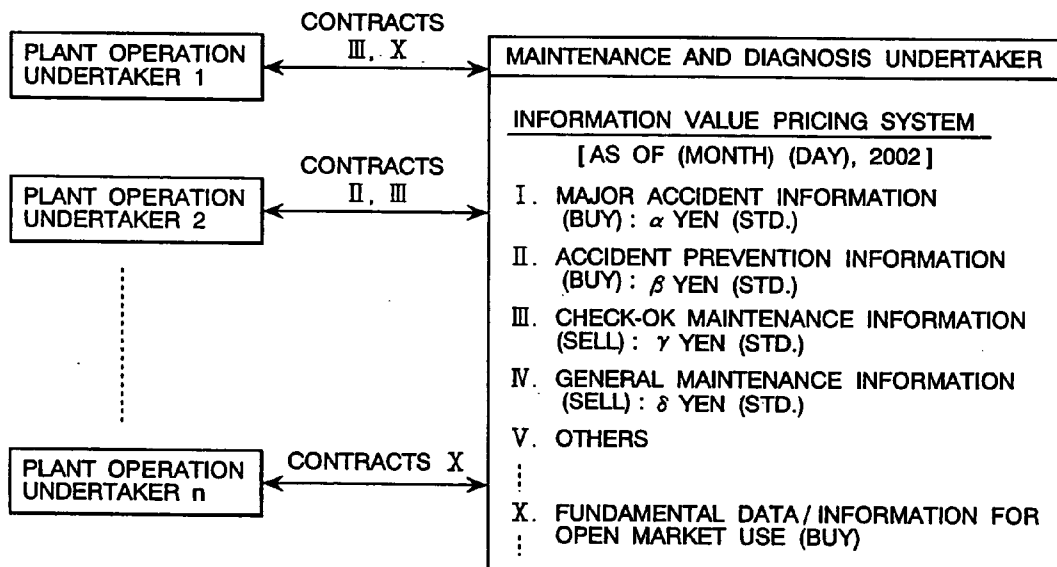 CONTRACTS
III, X
PLANT OPERATION
UNDERTAKER 1
MAINTENANCE AND DIAGNOSIS UNDERTAKER
INFORMATION VALUE PRICING SYSTEM
[AS OF (MONTH) (DAY), 2002]
CONTRACTS
II, III
PLANT OPERATION
UNDERTAKER 2
I. MAJOR ACCIDENT INFORMATION
(BUY): α YEN (STD.)
II. ACCIDENT PREVENTION INFORMATION
(BUY): β YEN (STD.)
III. CHECK-OK MAINTENANCE INFORMATION
(SELL): γ YEN (STD.)
IV. GENERAL MAINTENANCE INFORMATION
(SELL): δ YEN (STD.)
V. OTHERS
CONTRACTS X
PLANT OPERATION
UNDERTAKER n
X. FUNDAMENTAL DATA/INFORMATION FOR
OPEN MARKET USE (BUY)